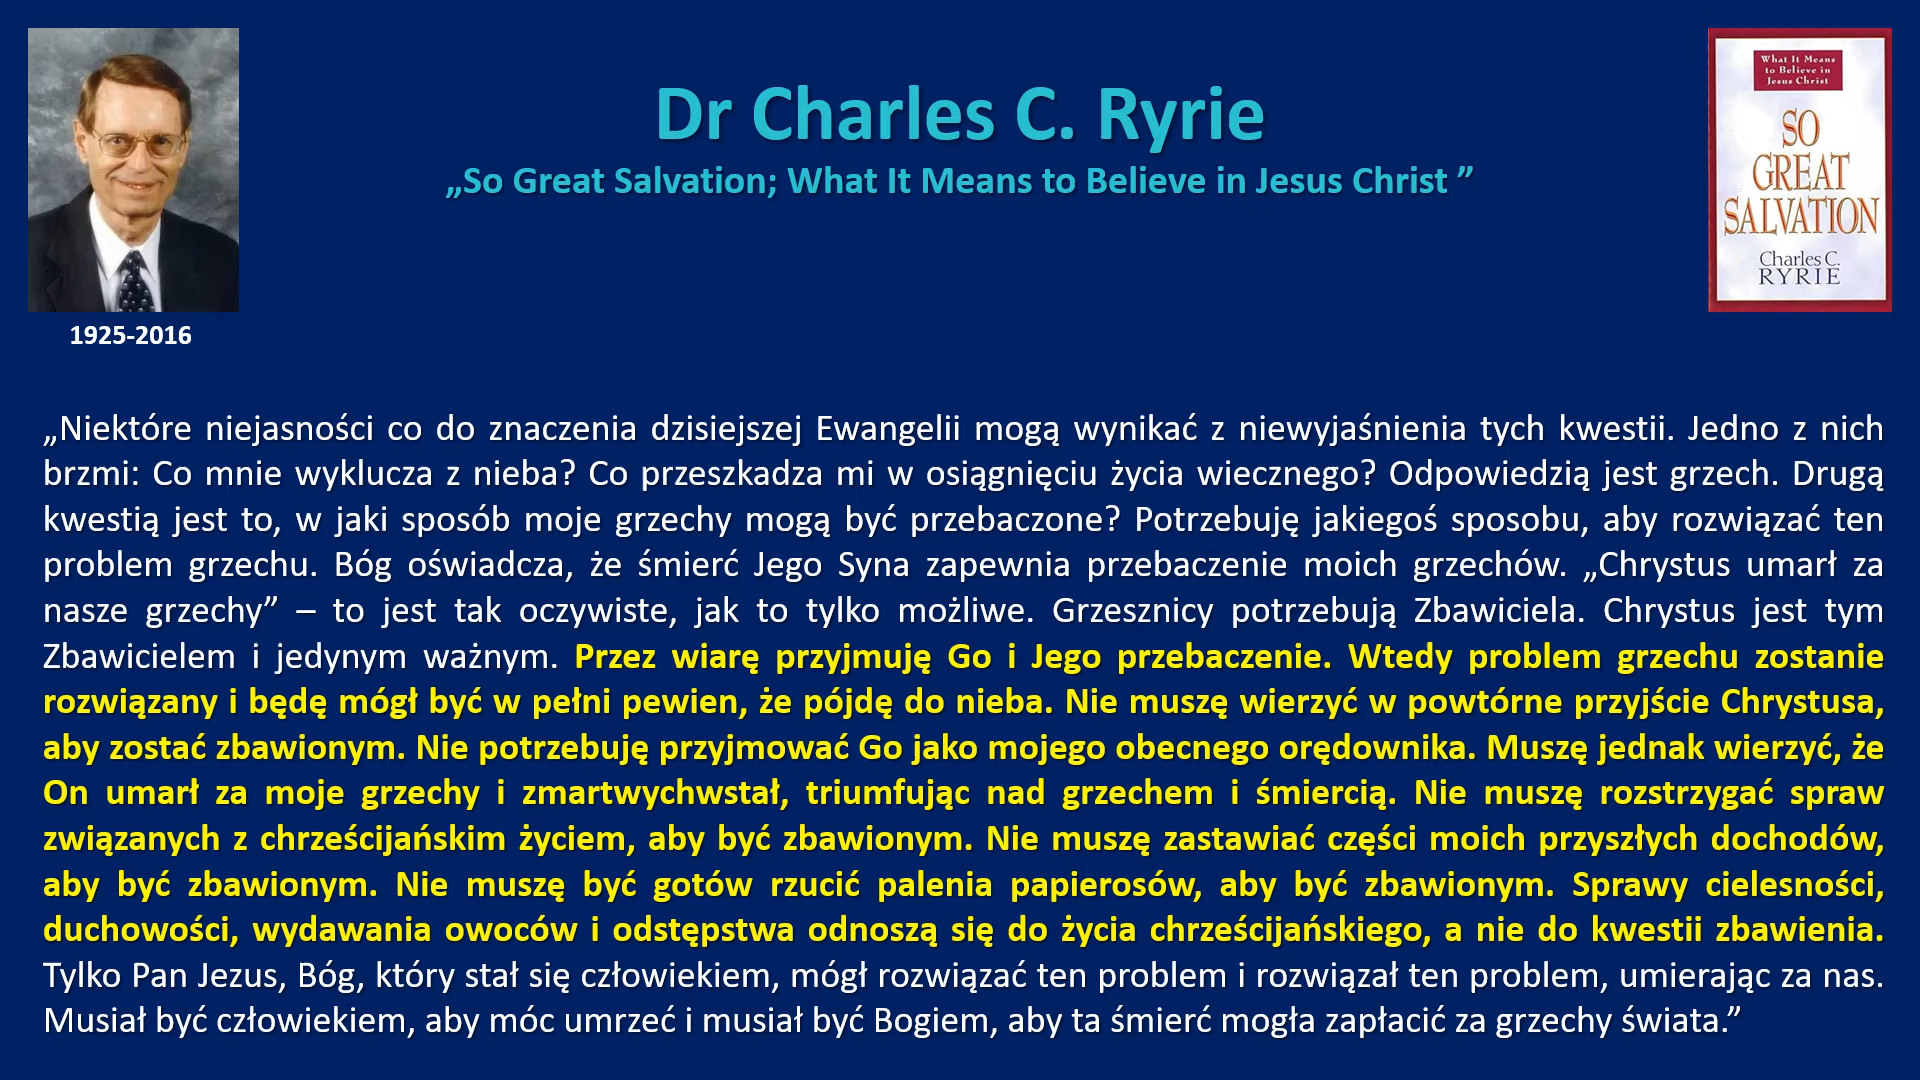 Dr Charles C. Ryrie
„So Great Salvation; What It Means to Believe in Jesus Christ ”
What It Means
to Believe in
Jesus Christ
SO
GREAT
SALVATION
Charles C.
RYRIE
1925-2016
„Niektóre niejasności co do znaczenia dzisiejszej Ewangelii mogą wynikać z niewyjaśnienia tych kwestii. Jedno z nich
brzmi: Co mnie wyklucza z nieba? Co przeszkadza mi w osiągnięciu życia wiecznego? Odpowiedzią jest grzech. Drugą
kwestią jest to, w jaki sposób moje grzechy mogą być przebaczone? Potrzebuję jakiegoś sposobu, aby rozwiązać ten
problem grzechu. Bóg oświadcza, że śmierć Jego Syna zapewnia przebaczenie moich grzechów. „Chrystus umarł za
nasze grzechy” – to jest tak oczywiste, jak to tylko możliwe. Grzesznicy potrzebują Zbawiciela. Chrystus jest tym
Zbawicielem i jedynym ważnym. Przez wiarę przyjmuję Go i Jego przebaczenie. Wtedy problem grzechu zostanie
rozwiązany i będę mógł być w pełni pewien, że pójdę do nieba. Nie muszę wierzyć w powtórne przyjście Chrystusa,
aby zostać zbawionym. Nie potrzebuję przyjmować Go jako mojego obecnego orędownika. Muszę jednak wierzyć, że
On umarł za moje grzechy i zmartwychwstał, triumfując nad grzechem i śmiercią. Nie muszę rozstrzygać spraw
związanych z chrześcijańskim życiem, aby być zbawionym. Nie muszę zastawiać części moich przyszłych dochodów,
aby być zbawionym. Nie muszę być gotów rzucić palenia papierosów, aby być zbawionym. Sprawy cielesności,
duchowości, wydawania owoców i odstępstwa odnoszą się do życia chrześcijańskiego, a nie do kwestii zbawienia.
Tylko Pan Jezus, Bóg, który stał się człowiekiem, mógł rozwiązać ten problem i rozwiązał ten problem, umierając za nas.
Musiał być człowiekiem, aby móc umrzeć i musiał być Bogiem, aby ta śmierć mogła zapłacić za grzechy świata.”